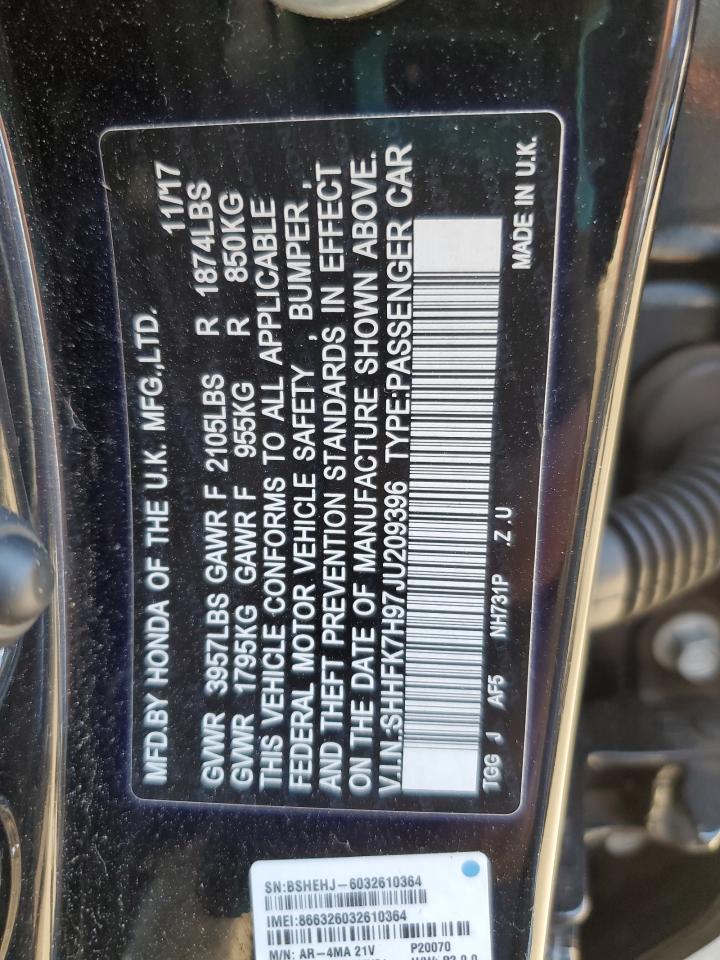 MFD.BY HONDA OF THE U.K. MFG.,LTD. 11/17
GVWR 3957LBS GAWR F 2105LBS R 1874LBS
GVWR 1795KG GAWR F 955KG R 850KG
THIS VEHICLE CONFORMS TO ALL APPLICABLE
FEDERAL MOTOR VEHICLE SAFETY , BUMPER ,
AND THEFT PREVENTION STANDARDS IN EFFECT
ON THE DATE OF MANUFACTURE SHOWN ABOVE.
V.I.N.:SHHFK7H97JU209396 TYPE:PASSENGER CAR
TGG J AF5 NH731P .Z .U MADE IN U.K.
SN:BSHEHJ-6032610364
IMEI:866326032610364
M/N: AR-4MA 21V P20070